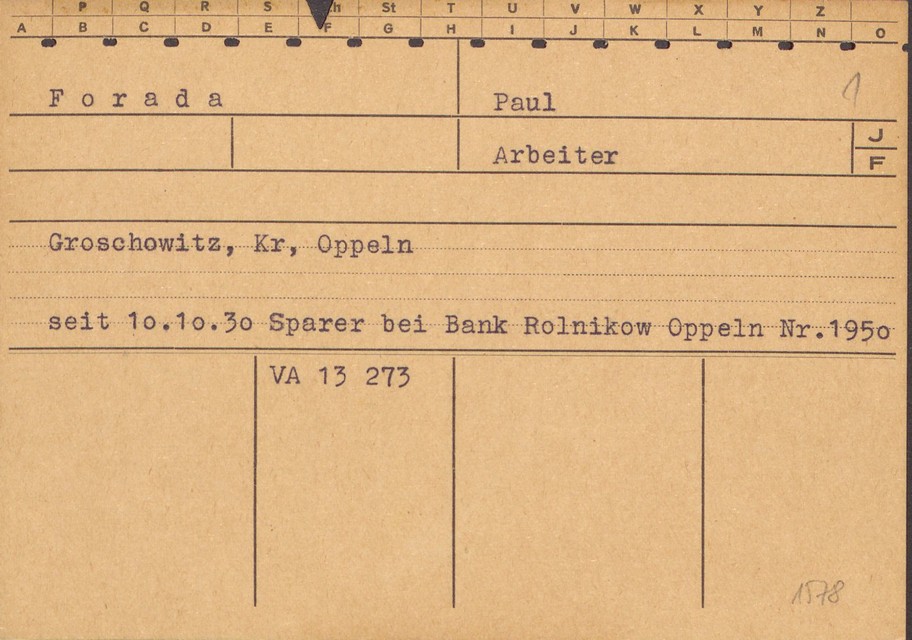 P Q R S h St T U V W X Y Z
A B C D E F G H I J K L M N O
Forada Paul 1
Arbeiter J
F
Groschowitz, Kr, Oppeln
seit 1o.1o.3o Sparer bei Bank Rolnikow Oppeln Nr.195o
VA 13 273
1578